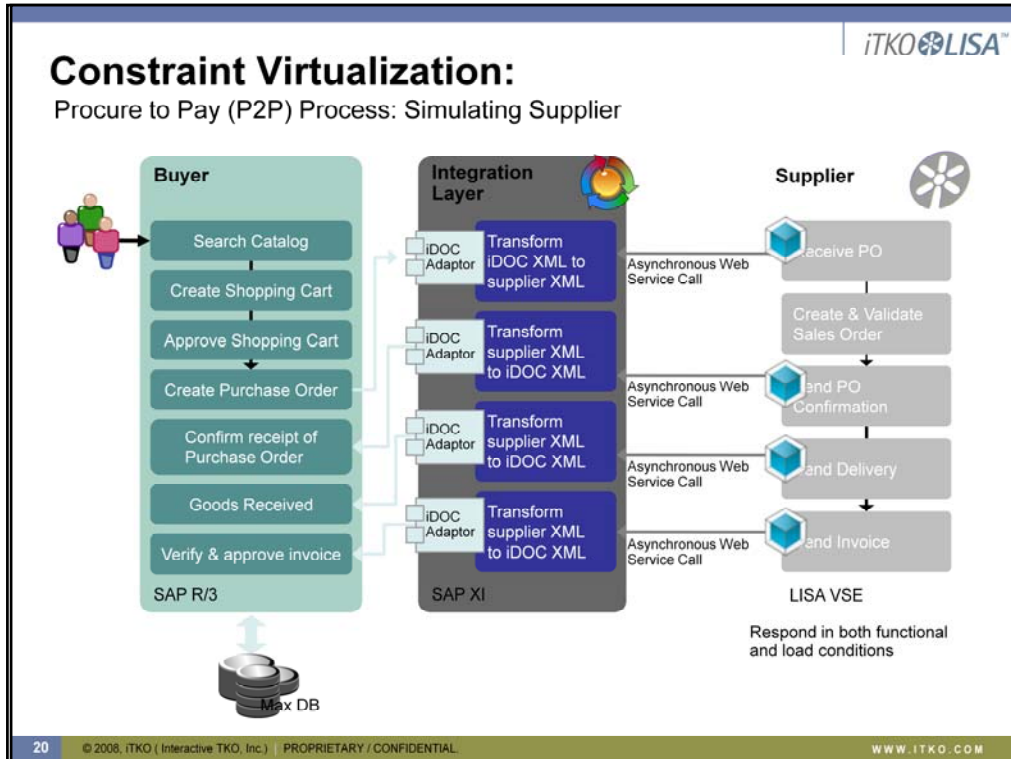 iTKO LISA™
Constraint Virtualization:
Procure to Pay (P2P) Process: Simulating Supplier
Buyer
Search Catalog
Create Shopping Cart
Approve Shopping Cart
Create Purchase Order
Confirm receipt of
Purchase Order
Goods Received
Verify & approve invoice
SAP R/3
Max DB
Integration
Layer
iDOC
Adaptor
Transform
iDOC XML to
supplier XML
iDOC
Adaptor
Transform
supplier XML
to iDOC XML
iDOC
Adaptor
Transform
supplier XML
to iDOC XML
iDOC
Adaptor
Transform
supplier XML
to iDOC XML
SAP XI
Asynchronous Web
Service Call
Asynchronous Web
Service Call
Asynchronous Web
Service Call
Asynchronous Web
Service Call
Supplier
PO
Create & Validate
Sales Order
PO
Confirmation
Delivery
Invoice
LISA VSE
Respond in both functional
and load conditions
20 © 2008, iTKO ( Interactive TKO, Inc.) | PROPRIETARY / CONFIDENTIAL. WWW.ITKO.COM